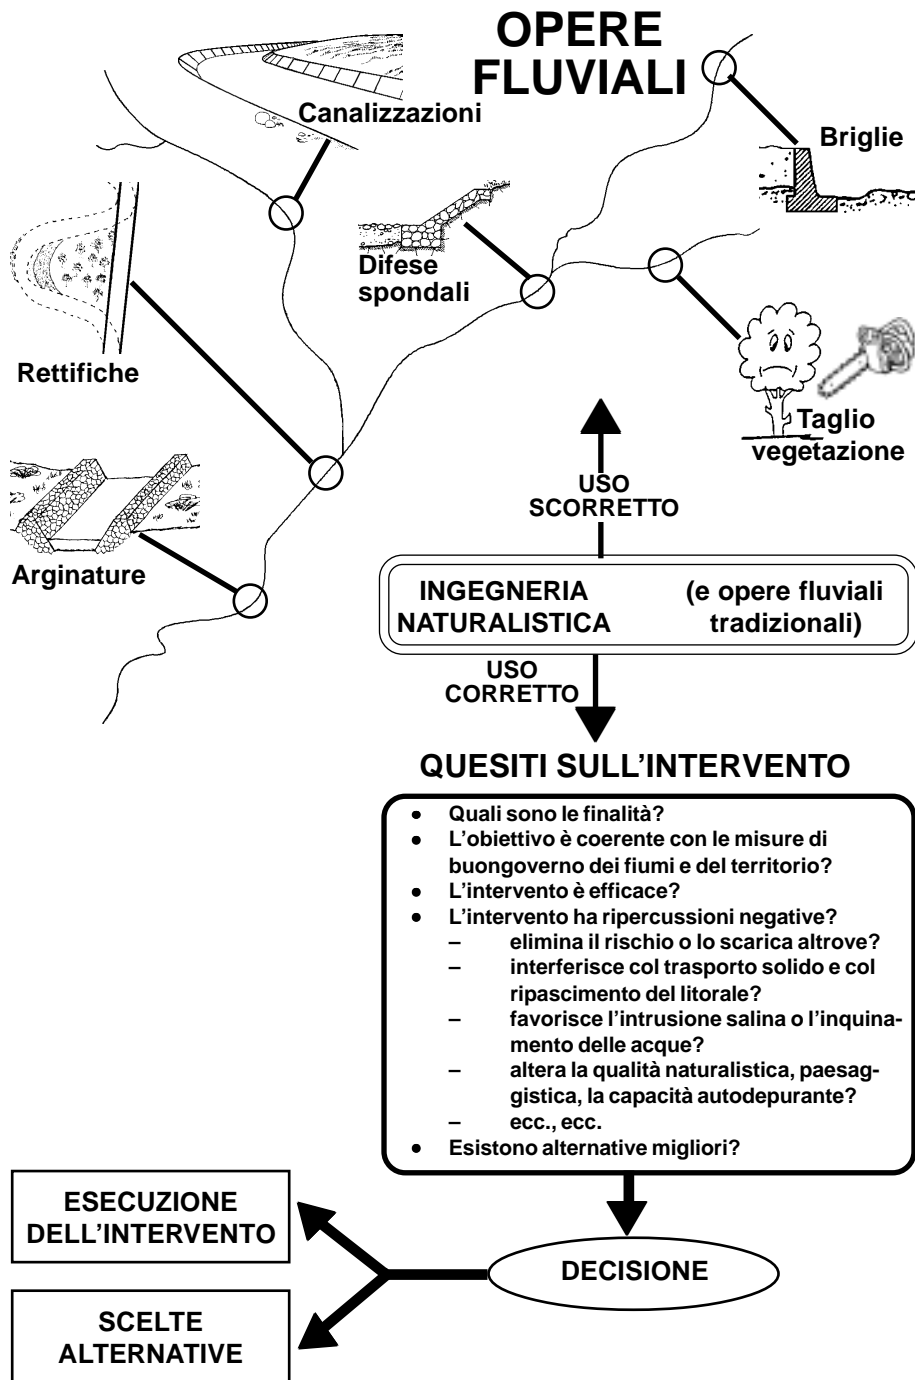 OPERE
FLUVIALI
Canalizzazioni
Briglie
Difese
spondali
Rettifiche
Taglio
vegetazione
Arginature
USO
SCORRETTO
INGEGNERIA
NATURALISTICA
(e opere fluviali
tradizionali)
USO
CORRETTO
QUESITI SULL’INTERVENTO
• Quali sono le finalità?
• L’obiettivo è coerente con le misure di
buongoverno dei fiumi e del territorio?
• L’intervento è efficace?
• L’intervento ha ripercussioni negative?
– elimina il rischio o lo scarica altrove?
– interferisce col trasporto solido e col
ripascimento del litorale?
– favorisce l’intrusione salina o l’inquina-
mento delle acque?
– altera la qualità naturalistica, paesag-
gistica, la capacità autodepurante?
– ecc., ecc.
• Esistono alternative migliori?
DECISIONE
ESECUZIONE
DELL’INTERVENTO
SCELTE
ALTERNATIVE